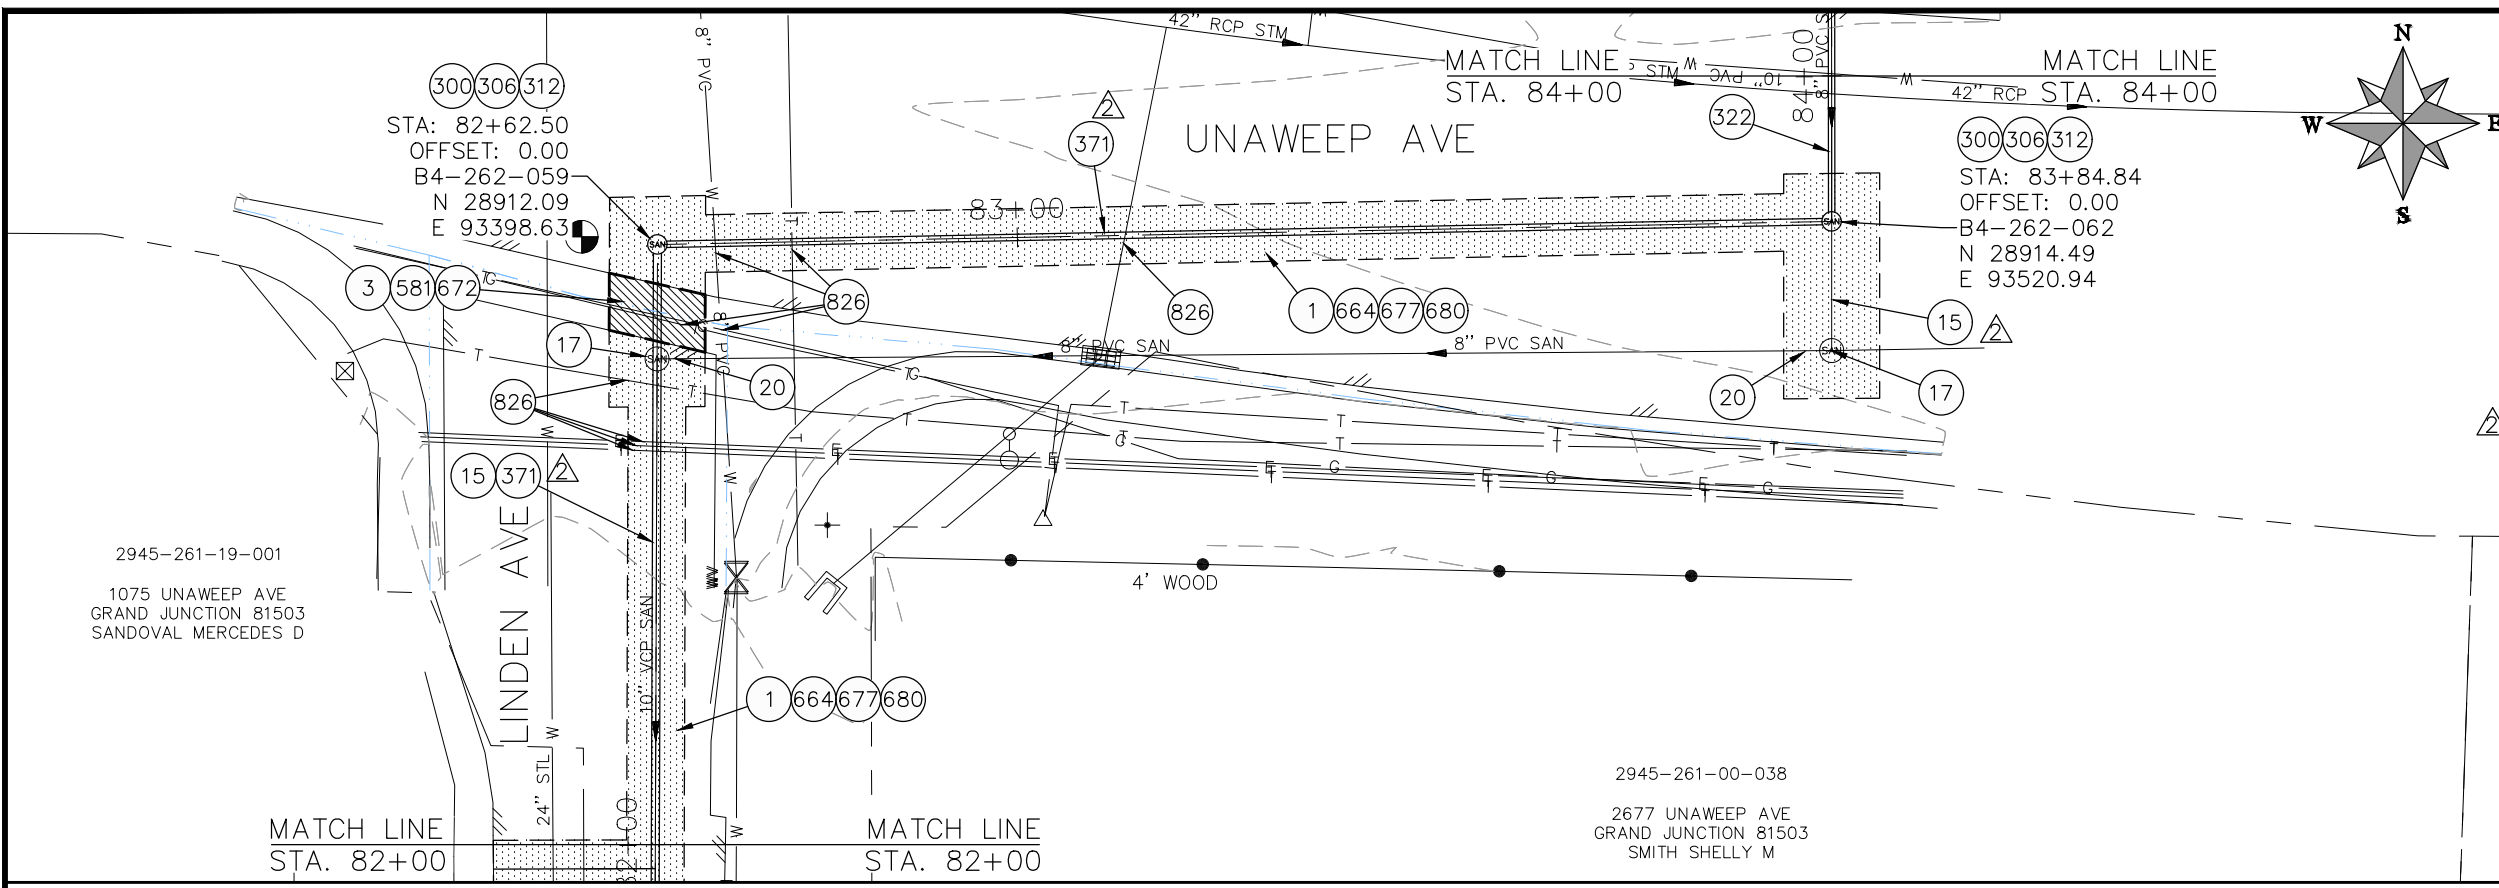 42" RCP STM
8" PVC
8" PVC S
84+00
MATCH LINE
STA. 84+00
STM
W
10" PVC
W
42" RCP
MATCH LINE
STA. 84+00
N
W
E
S
300 306 312
STA: 82+62.50
OFFSET: 0.00
B4-262-059
N 28912.09
E 93398.63
2
371
UNAWEEP AVE
322
300 306 312
STA: 83+84.84
OFFSET: 0.00
B4-262-062
N 28914.49
E 93520.94
W
T
83+00
SAN
SAN
3 581 672
TG
826
826
1 664 677 680
15
2
17
SAN
8" PVC
8" PVC SAN
8" PVC SAN
SAN
T
TG
20
20
17
826
T
T
T
T
T
W
T
G
T
T
T
T
2
E
T
E
E
T
G
E
T
G
E
T
G
15 371
2
W
LINDEN AVE
2945-261-19-001
1075 UNAWEEP AVE
GRAND JUNCTION 81503
SANDOVAL MERCEDES D
4' WOOD
10" VCP SAN
1 664 677 680
W
24" STL
2945-261-00-038
2677 UNAWEEP AVE
GRAND JUNCTION 81503
SMITH SHELLY M
MATCH LINE
STA. 82+00
82+00
W
MATCH LINE
STA. 82+00